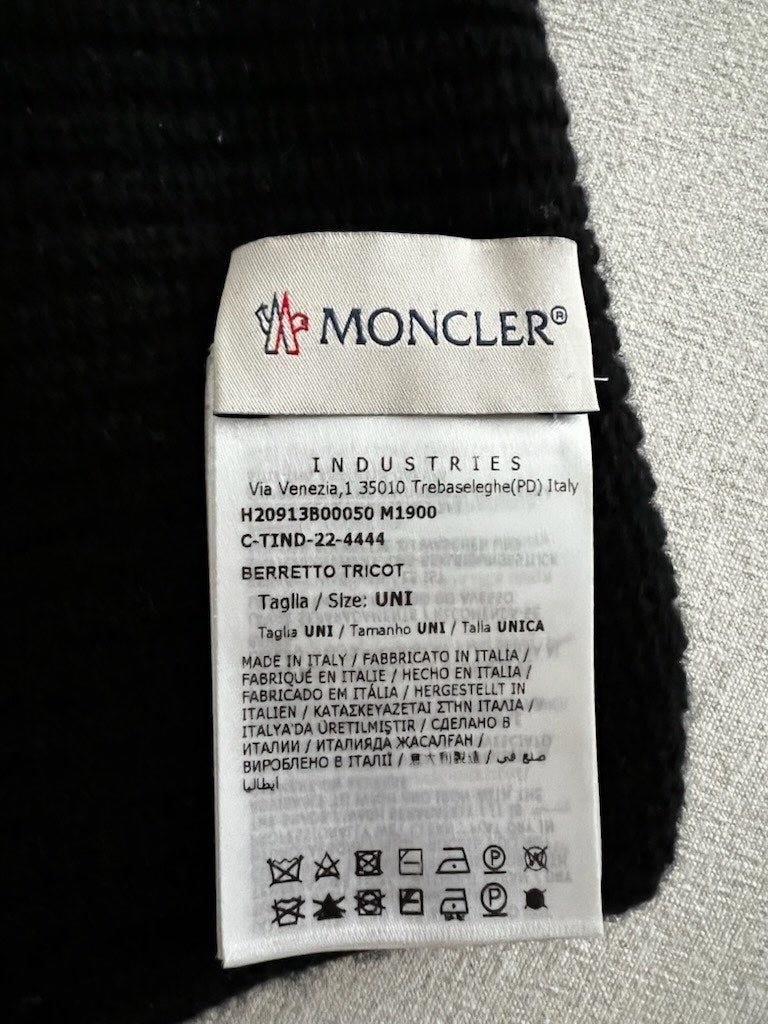 MONCLER®
INDUSTRIES
Via Venezia,1 35010 Trebaseleghe(PD) Italy
H20913B00050 M1900
C-TIND-22-4444
BERRETTO TRICOT
Taglia / Size: UNI
Taglia UNI / Tamanho UNI / Talla UNICA
MADE IN ITALY / FABBRICATO IN ITALIA /
FABRIQUÉ EN ITALIE / HECHO EN ITALIA /
FABRICADO EM ITÁLIA / HERGESTELLT IN
ITALIEN / ΚΑΤΑΣΚΕΥΑΖΕΤΑΙ ΣΤΗΝ ΙΤΑΛΙΑ /
İTALYA'DA ÜRETILMIŞTIR / СДЕЛАНО В
ИТАЛИИ / ИТАЛИЯДА ЖАСАЛҒАН /
ВИРОБЛЕНО В ІТАЛІЇ / صنع في /
ايطاليا
P
W
P